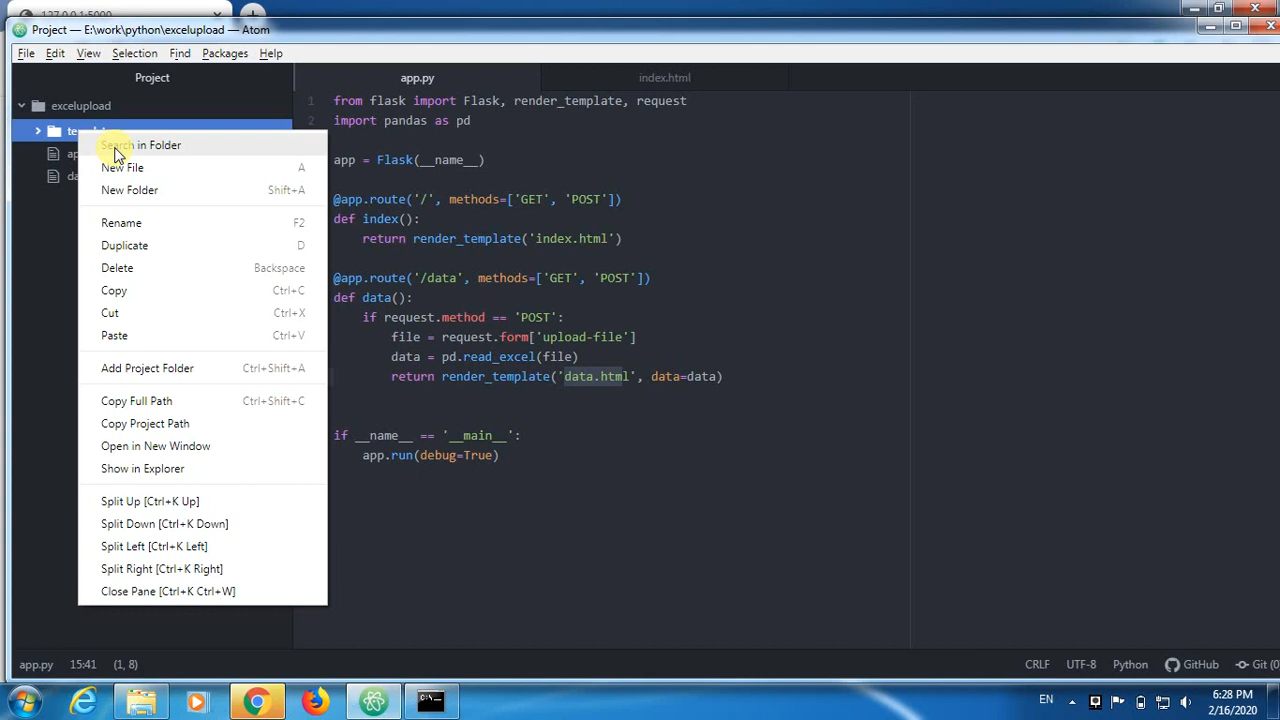 127.0.0.1:5000
Project — E:\work\python\excelupload — Atom
File Edit View Selection Find Packages Help
Project
app.py
index.html
excelupload
Search in Folder
New File A
New Folder Shift+A
Rename F2
Duplicate D
Delete Backspace
Copy Ctrl+C
Cut Ctrl+X
Paste Ctrl+V
Add Project Folder Ctrl+Shift+A
Copy Full Path Ctrl+Shift+C
Copy Project Path
Open in New Window
Show in Explorer
Split Up [Ctrl+K Up]
Split Down [Ctrl+K Down]
Split Left [Ctrl+K Left]
Split Right [Ctrl+K Right]
Close Pane [Ctrl+K Ctrl+W]
1 from flask import Flask, render_template, request
2 import pandas as pd
app = Flask(__name__)
@app.route('/', methods=['GET', 'POST'])
def index():
return render_template('index.html')
@app.route('/data', methods=['GET', 'POST'])
def data():
if request.method == 'POST':
file = request.form['upload-file']
data = pd.read_excel(file)
return render_template('data.html', data=data)
if __name__ == '__main__':
app.run(debug=True)
app.py 15:41 (1, 8)
CRLF UTF-8 Python GitHub Git (0
EN
6:28 PM
2/16/2020